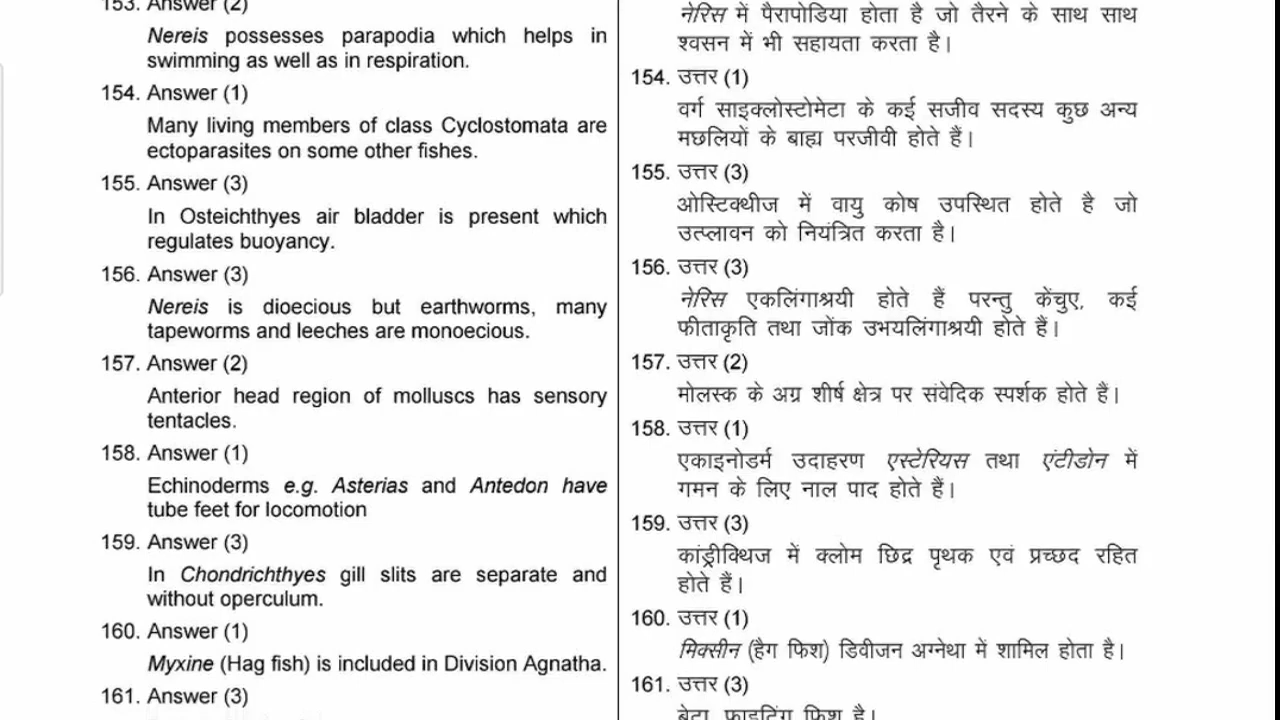 153. Answer (2)
Nereis possesses parapodia which helps in
swimming as well as in respiration.
154. Answer (1)
Many living members of class Cyclostomata are
ectoparasites on some other fishes.
155. Answer (3)
In Osteichthyes air bladder is present which
regulates buoyancy.
156. Answer (3)
Nereis is dioecious but earthworms, many
tapeworms and leeches are monoecious.
157. Answer (2)
Anterior head region of molluscs has sensory
tentacles.
158. Answer (1)
Echinoderms e.g. Asterias and Antedon have
tube feet for locomotion
159. Answer (3)
In Chondrichthyes gill slits are separate and
without operculum.
160. Answer (1)
Myxine (Hag fish) is included in Division Agnatha.
161. Answer (3)
नेरिस में पैरापोडिया होता है जो तैरने के साथ साथ
श्वसन में भी सहायता करता है।
154. उत्तर (1)
वर्ग साइक्लोस्टोमेटा के कई सजीव सदस्य कुछ अन्य
मछलियों के बाह्य परजीवी होते हैं।
155. उत्तर (3)
ओस्टिक्थीज में वायु कोष उपस्थित होते है जो
उत्प्लावन को नियंत्रित करता है।
156. उत्तर (3)
नेरिस एकलिंगाश्रयी होते हैं परन्तु केंचुए, कई
फीताकृति तथा जोंक उभयलिंगाश्रयी होते हैं।
157. उत्तर (2)
मोलस्क के अग्र शीर्ष क्षेत्र पर संवेदिक स्पर्शक होते हैं।
158. उत्तर (1)
एकाइनोडर्म उदाहरण एस्टेरियस तथा एंटीडोन में
गमन के लिए नाल पाद होते हैं।
159. उत्तर (3)
कांड्रीक्थिज में क्लोम छिद्र पृथक एवं प्रच्छद रहित
होते हैं।
160. उत्तर (1)
मिक्सीन (हैग फिश) डिवीजन अग्नेथा में शामिल होता है।
161. उत्तर (3)
बेटा, फाइटिंग फिश है।